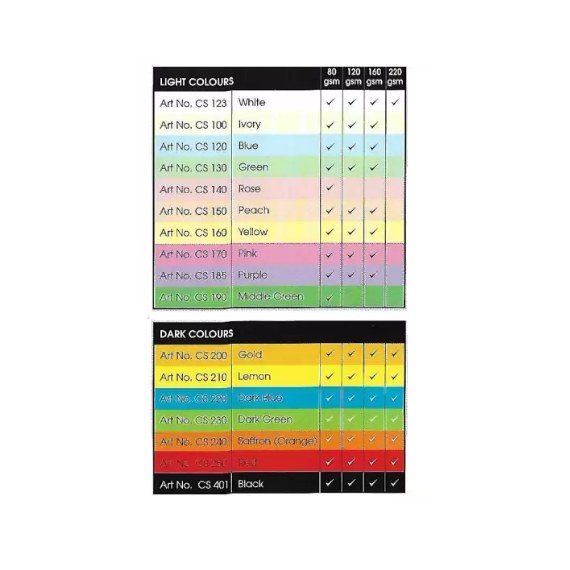 LIGHT COLOURS 80 gsm 120 gsm 160 gsm 220 gsm
Art No. CS 123 White ✓ ✓ ✓ ✓
Art No. CS 100 Ivory ✓ ✓ ✓
Art No. CS 120 Blue ✓ ✓ ✓
Art No. CS 130 Green ✓ ✓ ✓
Art No. CS 140 Rose ✓
Art No. CS 150 Peach ✓ ✓ ✓
Art No. CS 160 Yellow ✓ ✓ ✓
Art No. CS 170 Pink ✓ ✓ ✓
Art No. CS 185 Purple ✓ ✓ ✓
Art No. CS 190 Middle Green ✓
DARK COLOURS
Art No. CS 200 Gold ✓ ✓ ✓ ✓
Art No. CS 210 Lemon ✓ ✓ ✓ ✓
Art No. CS Dark Blue ✓ ✓ ✓ ✓
Art No. CS 230 Dark Green ✓ ✓ ✓ ✓
Art No. CS 240 Saffron (Orange) ✓ ✓ ✓ ✓
Art No. CS Red ✓ ✓ ✓ ✓
Art No. CS 401 Black ✓ ✓ ✓ ✓